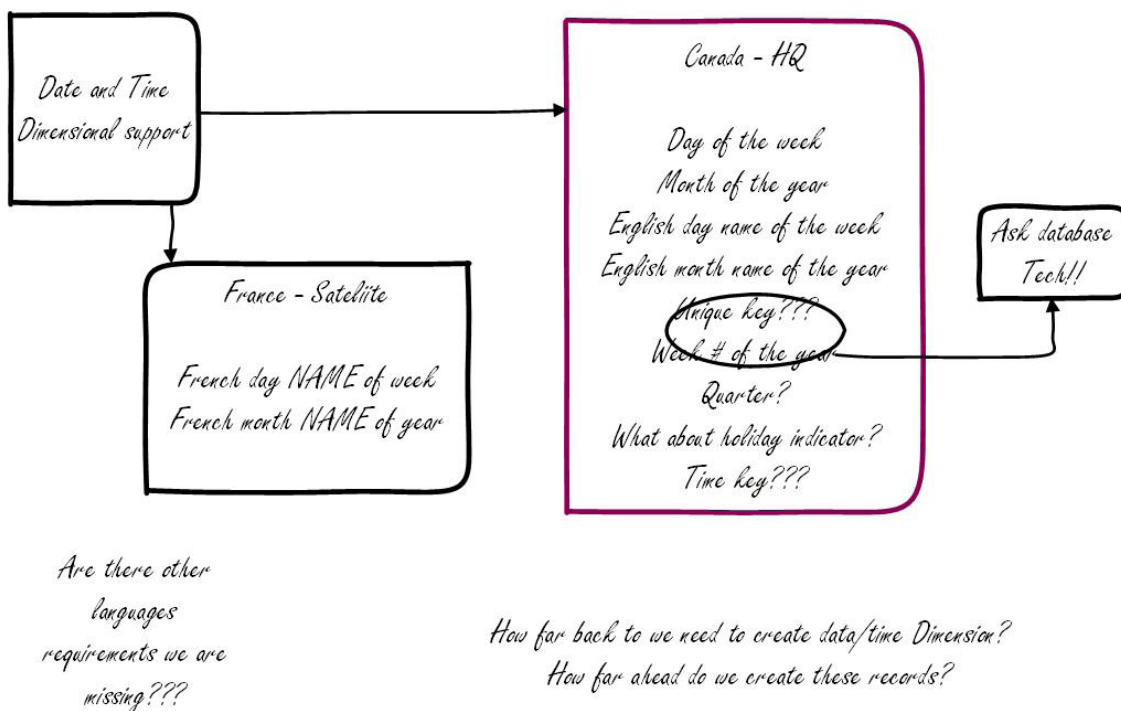 Date and Time
Dimensional support
Canada - HQ
Day of the week
Month of the year
English day name of the week
English month name of the year
Unique key???
Week # of the year
Quarter?
What about holiday indicator?
Time key???
Ask database
Tech!!
France - Sateliite
French day NAME of week
French month NAME of year
Are there other
languages
requirements we are
missing???
How far back to we need to create data/time Dimension?
How far ahead do we create these records?